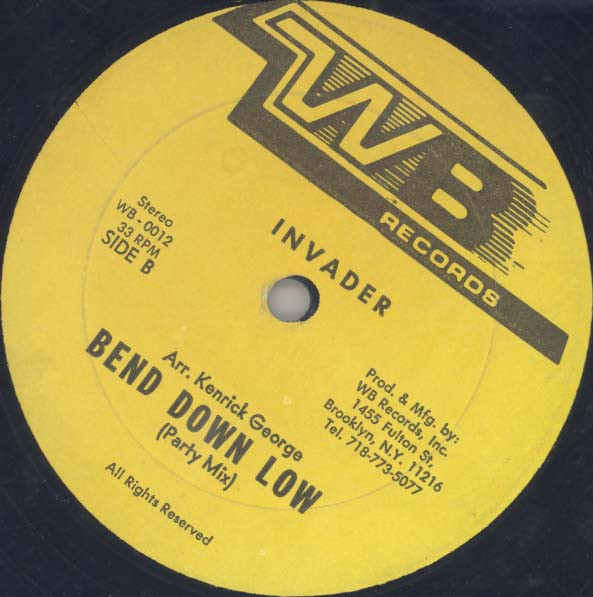 WB
RECORDS
INVADER
Stereo
WB - 0012
33 RPM
SIDE B
Arr. Kenrick George
BEND DOWN LOW
(Party Mix)
Prod. & Mfg. by:
WB Records, Inc.
1455 Fulton St,
Brooklyn, N.Y. 11216
Tel. 718-773-5077
All Rights Reserved